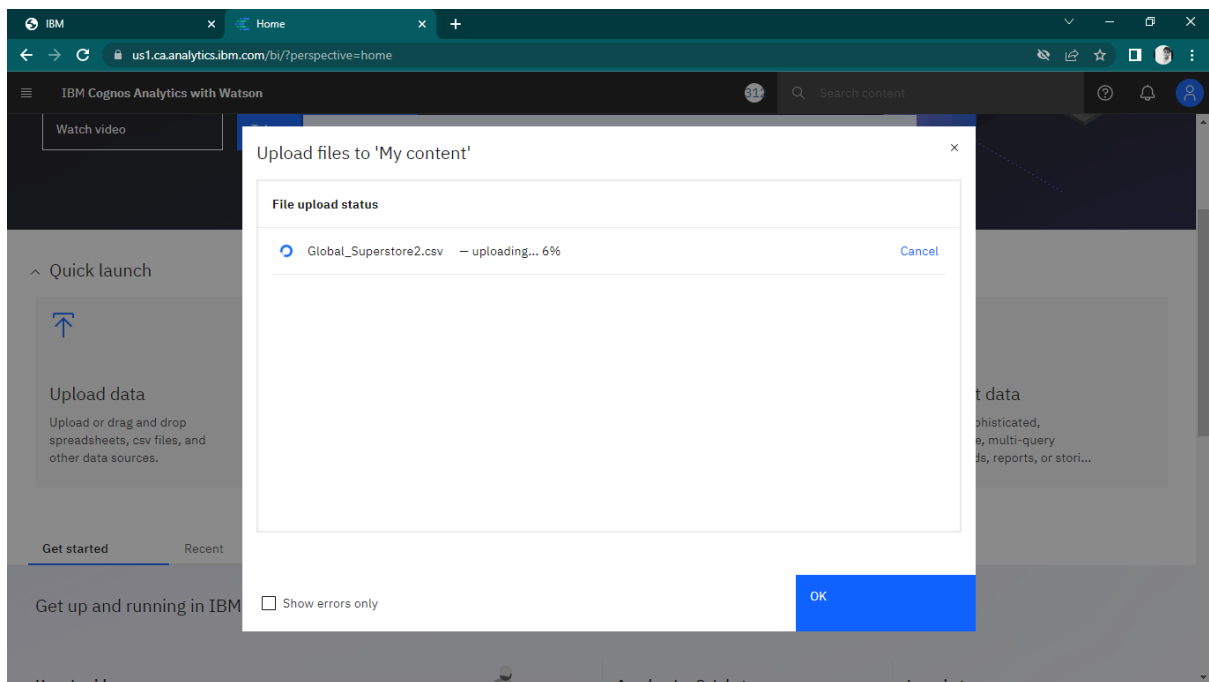 IBM
Home
us1.ca.analytics.ibm.com/bi/?perspective=home
IBM Cognos Analytics with Watson
Search content
Watch video
Upload files to 'My content'
File upload status
Global_Superstore2.csv — uploading... 6%
Cancel
Quick launch
Upload data
Upload or drag and drop
spreadsheets, csv files, and
other data sources.
t data
phisticated,
e, multi-query
ds, reports, or stori...
Get started
Recent
Get up and running in IBM
Show errors only
OK